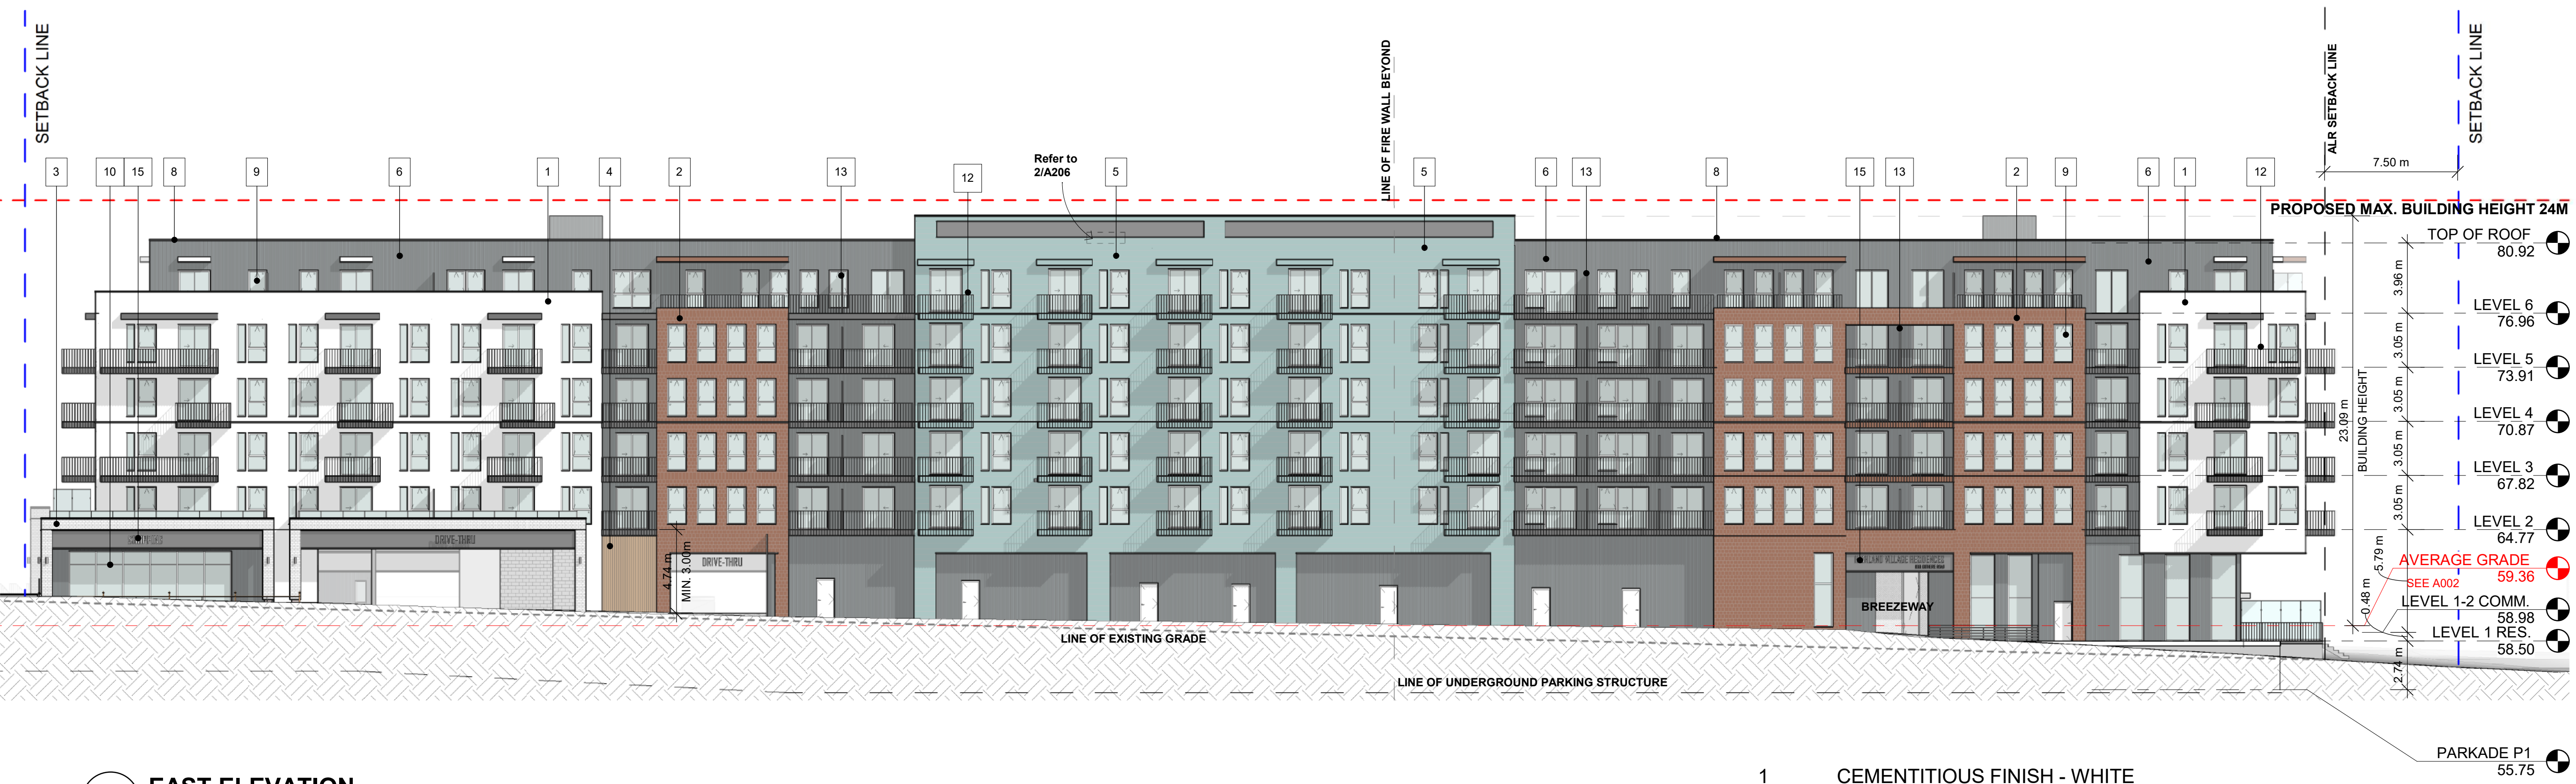 SETBACK LINE
LINE OF FIRE WALL BEYOND
ALR SETBACK LINE
SETBACK LINE
7.50 m
3
10
15
8
9
6
1
4
2
13
12
Refer to
2/A206
5
5
6
13
8
15
13
2
9
6
1
12
PROPOSED MAX. BUILDING HEIGHT 24M
TOP OF ROOF
80.92
3.96 m
LEVEL 6
76.96
3.05 m
LEVEL 5
73.91
3.05 m
LEVEL 4
70.87
23.09 m
BUILDING HEIGHT
3.05 m
LEVEL 3
67.82
3.05 m
LEVEL 2
64.77
5.79 m
AVERAGE GRADE
59.36
SEE A002
0.48 m
LEVEL 1-2 COMM.
58.98
LEVEL 1 RES.
58.50
2.74 m
DRIVE-THRU
4.74 m
MIN. 3.00m
DRIVE-THRU
VILLAGE RESIDENCES
BREEZEWAY
LINE OF EXISTING GRADE
LINE OF UNDERGROUND PARKING STRUCTURE
PARKADE P1
55.75
EAST ELEVATION
1 CEMENTITIOUS FINISH - WHITE